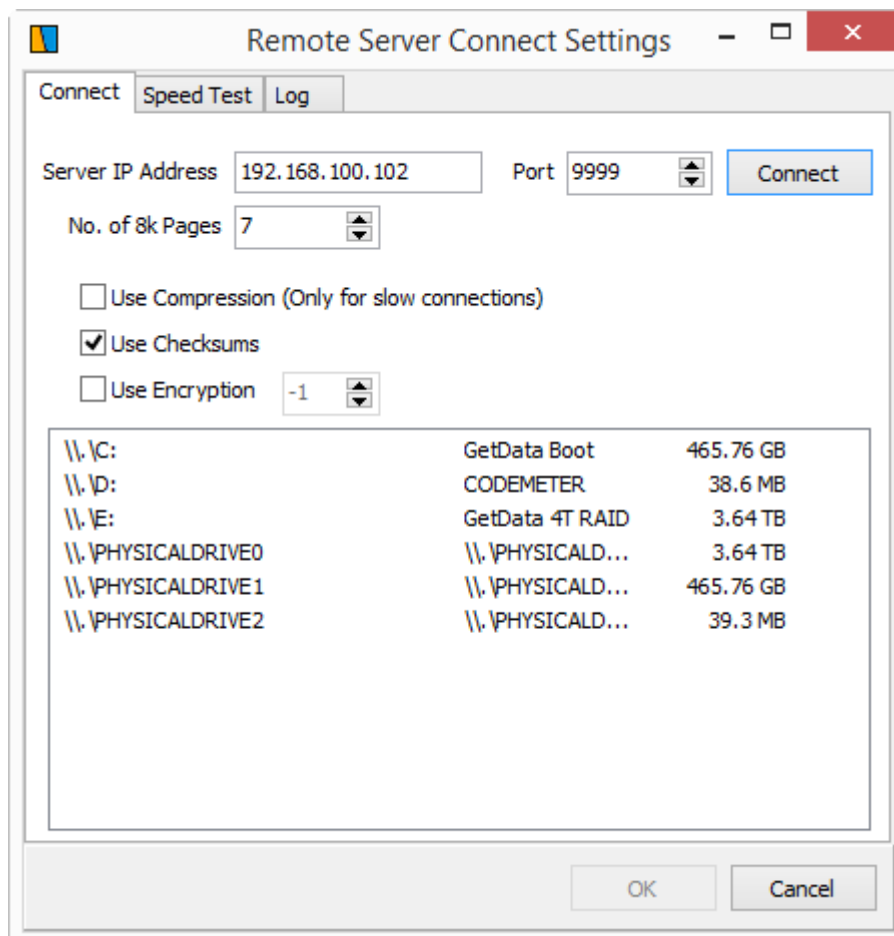 Remote Server Connect Settings
Connect Speed Test Log
Server IP Address 192.168.100.102 Port 9999 Connect
No. of 8k Pages 7
Use Compression (Only for slow connections)
Use Checksums
Use Encryption -1
\\.\C: GetData Boot 465.76 GB
\\.\D: CODEMETER 38.6 MB
\\.\E: GetData 4T RAID 3.64 TB
\\.\PHYSICALDRIVE0 \\.\PHYSICALD... 3.64 TB
\\.\PHYSICALDRIVE1 \\.\PHYSICALD... 465.76 GB
\\.\PHYSICALDRIVE2 \\.\PHYSICALD... 39.3 MB
OK Cancel